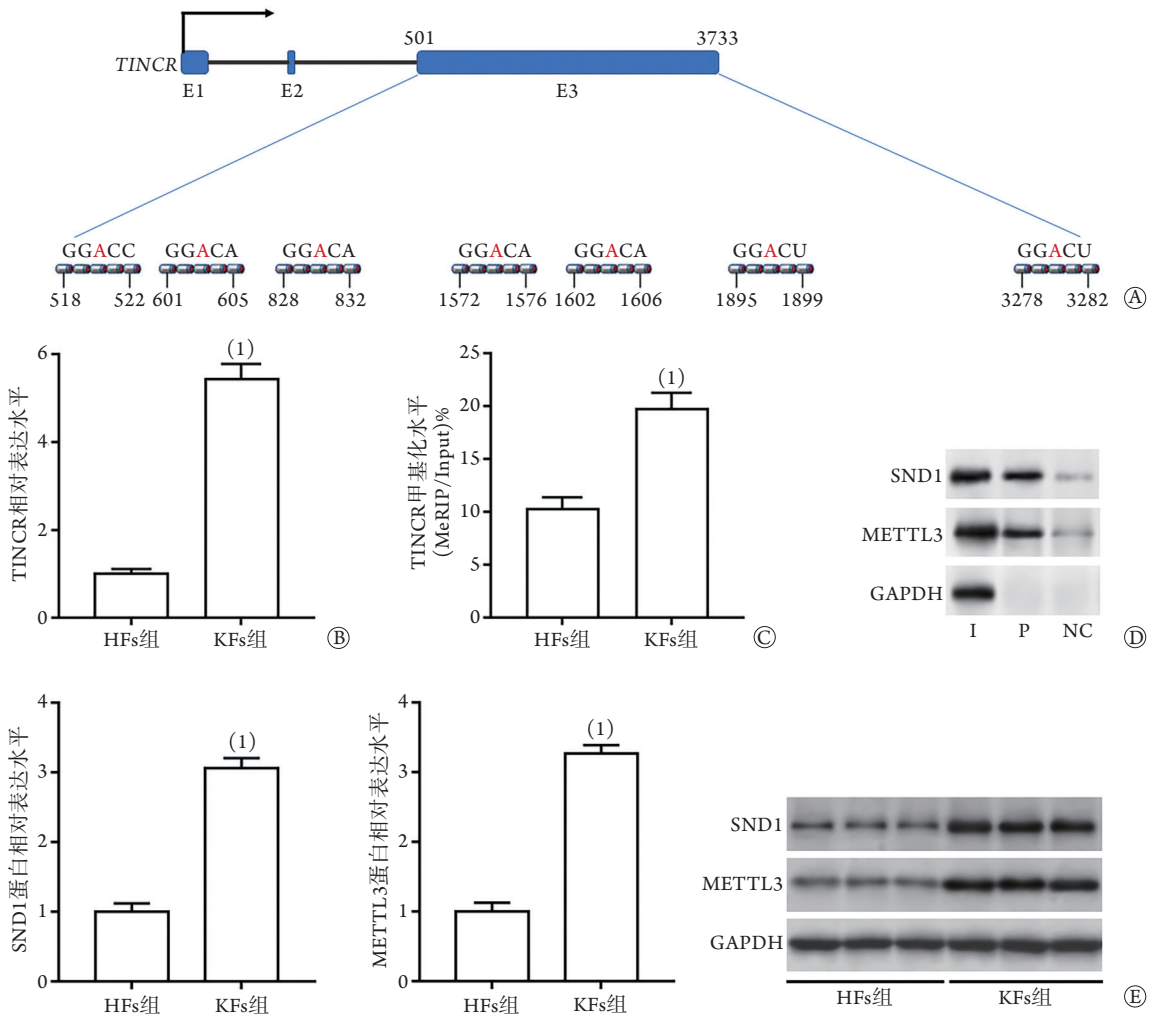 501 3733
TINCR
E1 E2 E3
GGACC GGACA GGACA GGACA GGACA GGACU GGACU
518 522 601 605 828 832 1572 1576 1602 1606 1895 1899 3278 3282 Ⓐ
TINCR相对表达水平
6
4
2
0
(1)
HFs组 KFs组 Ⓑ
TINCR甲基化水平
(MeRIP/Input)%
25
20
15
10
5
0
(1)
HFs组 KFs组 Ⓒ
SND1
METTL3
GAPDH
I P NC Ⓓ
SND1蛋白相对表达水平
4
3
2
1
0
(1)
HFs组 KFs组
METTL3蛋白相对表达水平
4
3
2
1
0
(1)
HFs组 KFs组
SND1
METTL3
GAPDH
HFs组 KFs组 Ⓔ